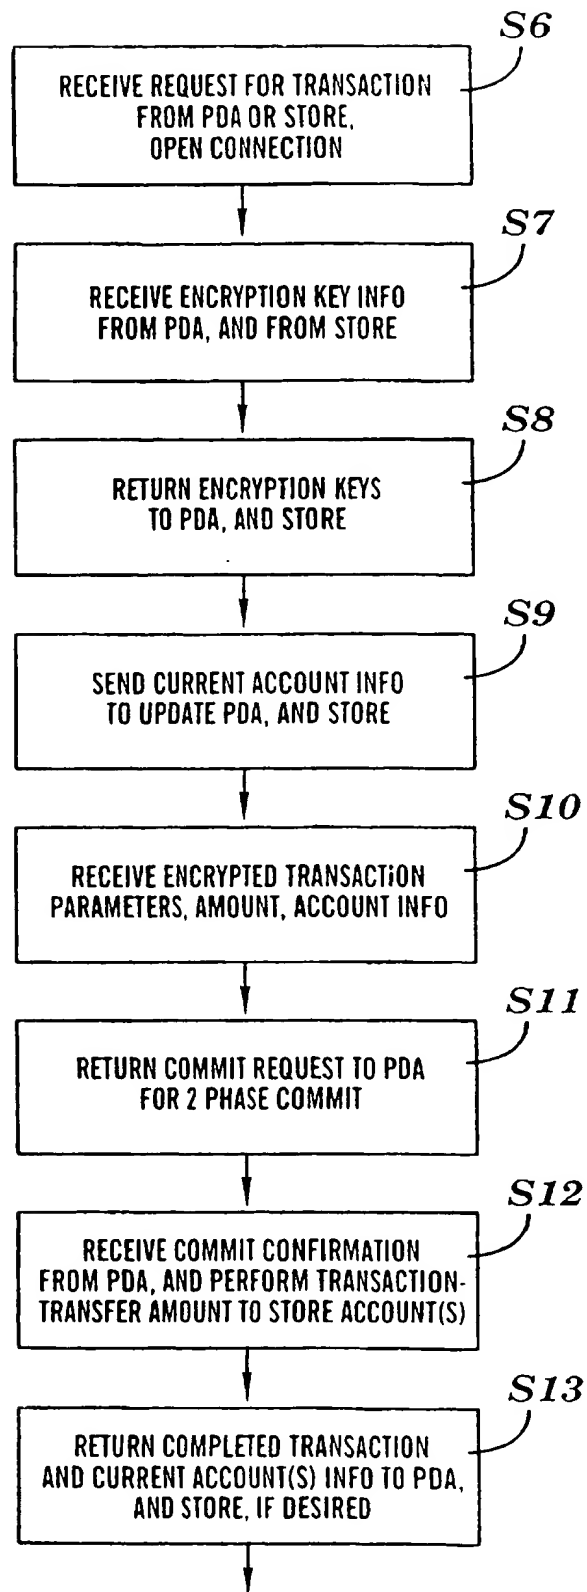 S6
RECEIVE REQUEST FOR TRANSACTION
FROM PDA OR STORE,
OPEN CONNECTION
S7
RECEIVE ENCRYPTION KEY INFO
FROM PDA, AND FROM STORE
S8
RETURN ENCRYPTION KEYS
TO PDA, AND STORE
S9
SEND CURRENT ACCOUNT INFO
TO UPDATE PDA, AND STORE
S10
RECEIVE ENCRYPTED TRANSACTION
PARAMETERS, AMOUNT, ACCOUNT INFO
S11
RETURN COMMIT REQUEST TO PDA
FOR 2 PHASE COMMIT
S12
RECEIVE COMMIT CONFIRMATION
FROM PDA, AND PERFORM TRANSACTION-
TRANSFER AMOUNT TO STORE ACCOUNT(S)
S13
RETURN COMPLETED TRANSACTION
AND CURRENT ACCOUNT(S) INFO TO PDA,
AND STORE, IF DESIRED